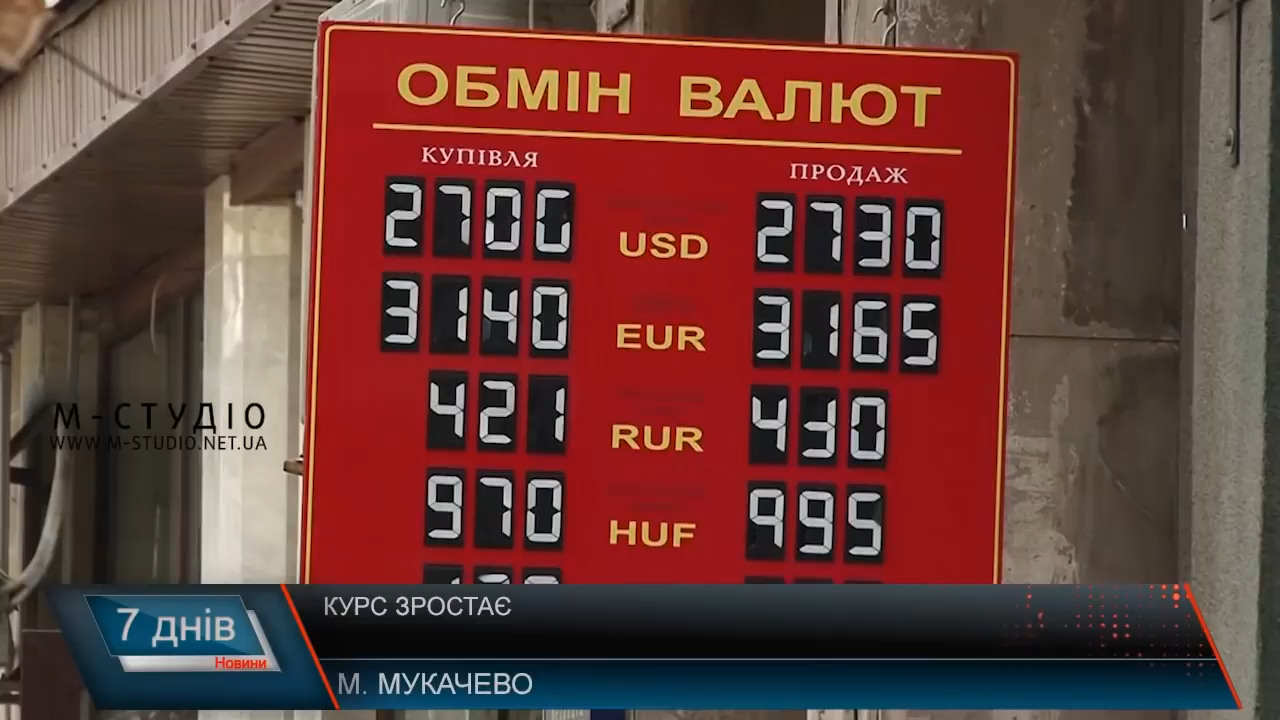 ОБМІН ВАЛЮТ
КУПІВЛЯ ПРОДАЖ
2700 USD 2730
3140 EUR 3165
421 RUR 430
970 HUF 995
М-СТУДІО
WWW.M-STUDIO.NET.UA
7 днів
Новини
КУРС ЗРОСТАЄ
М. МУКАЧЕВО